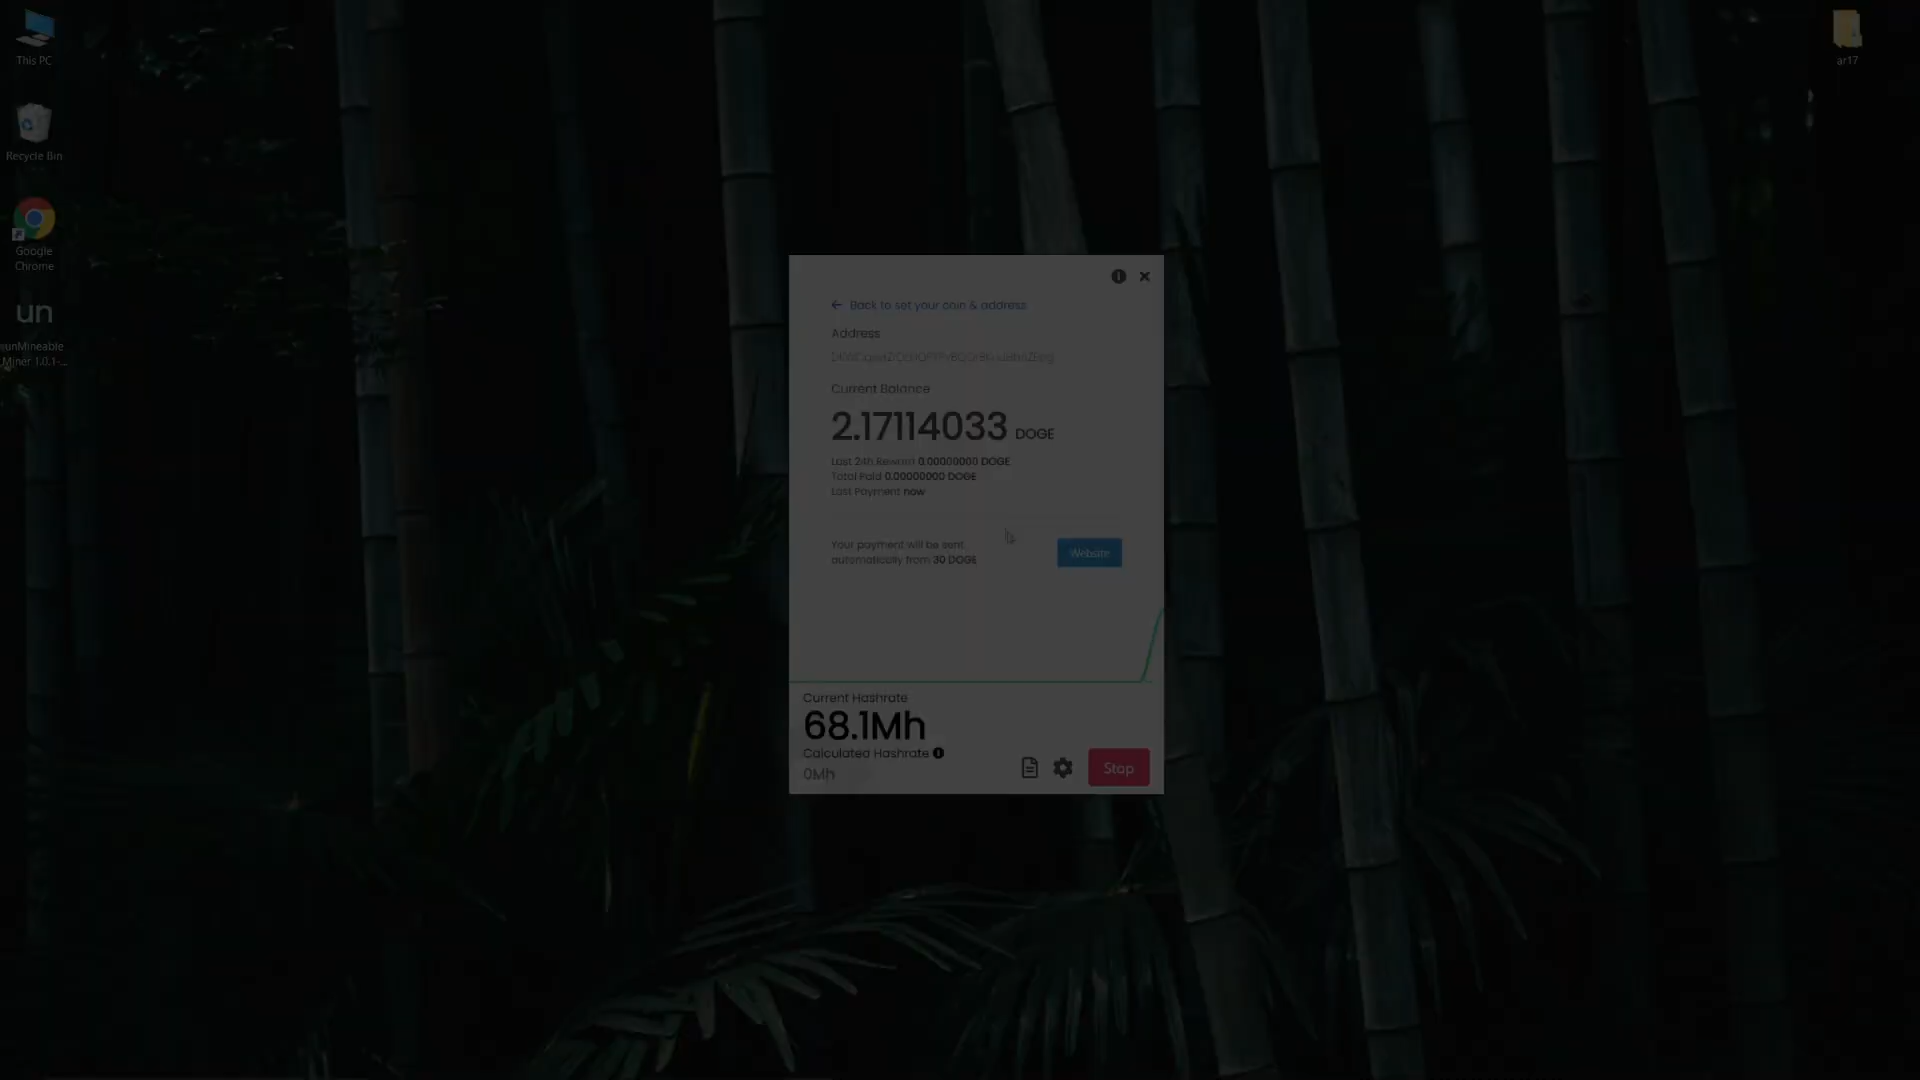 This PC
Recycle Bin
Google
Chrome
un
unMineable
Miner 1.0.1-...
ar17
Back to set your coin & address
Address
Current Balance
2.17114033 DOGE
Last 24h Reward 0.00000000 DOGE
Total Paid 0.00000000 DOGE
Last Payment now
Your payment will be sent
automatically from 30 DOGE
Website
Current Hashrate
68.1Mh
Calculated Hashrate
0Mh
Stop